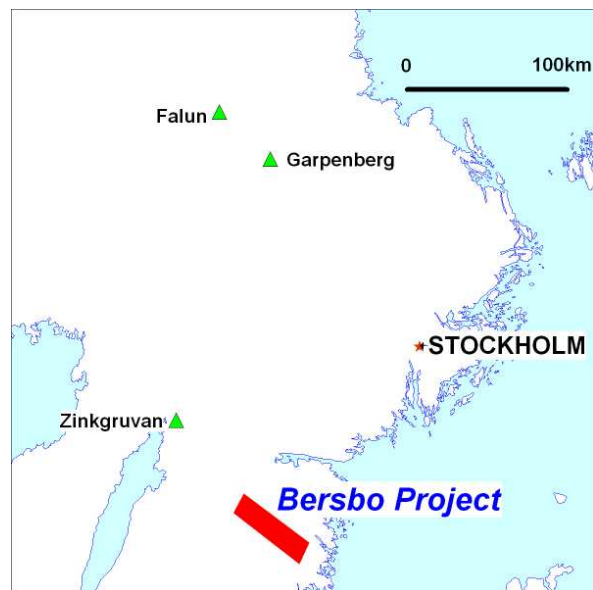 0 100km
Falun
Garpenberg
STOCKHOLM
Zinkgruvan
Bersbo Project